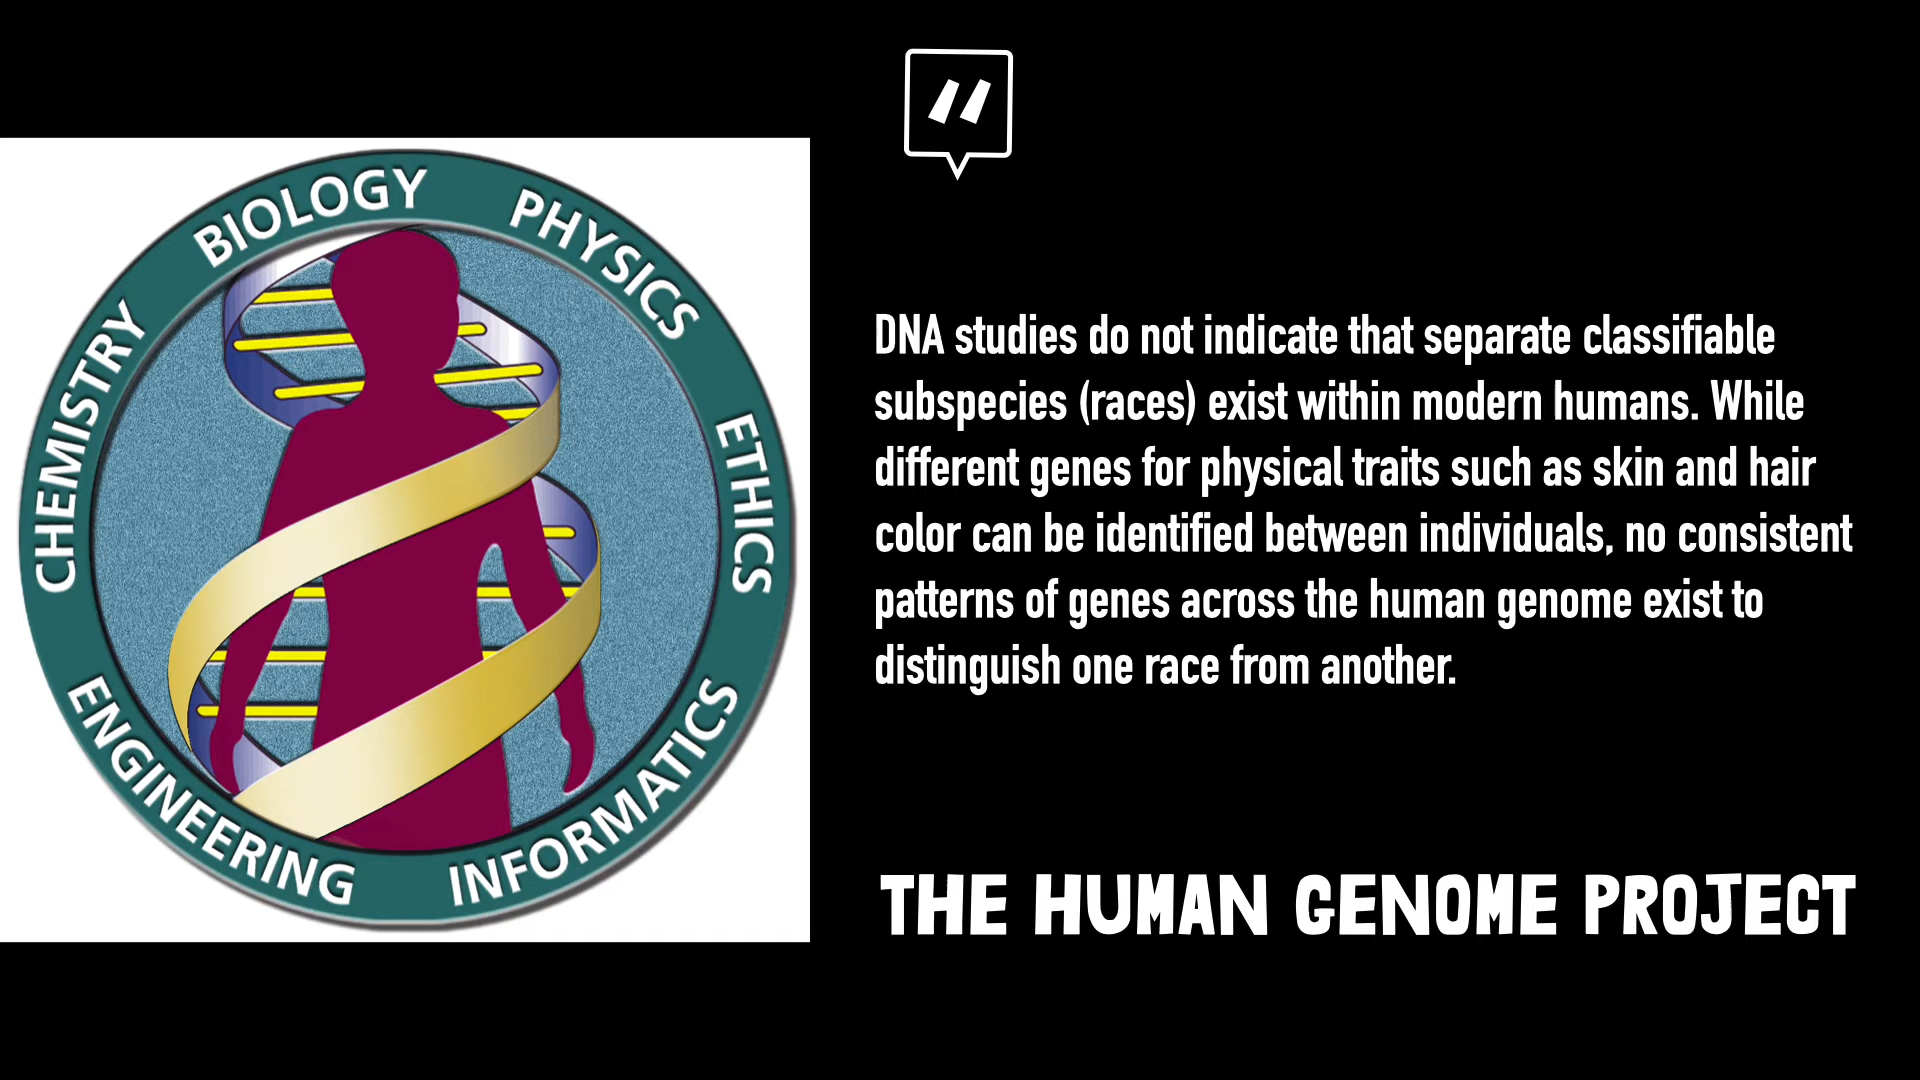 CHEMISTRY BIOLOGY PHYSICS ETHICS INFORMATICS ENGINEERING
"
DNA studies do not indicate that separate classifiable
subspecies (races) exist within modern humans. While
different genes for physical traits such as skin and hair
color can be identified between individuals, no consistent
patterns of genes across the human genome exist to
distinguish one race from another.
THE HUMAN GENOME PROJECT